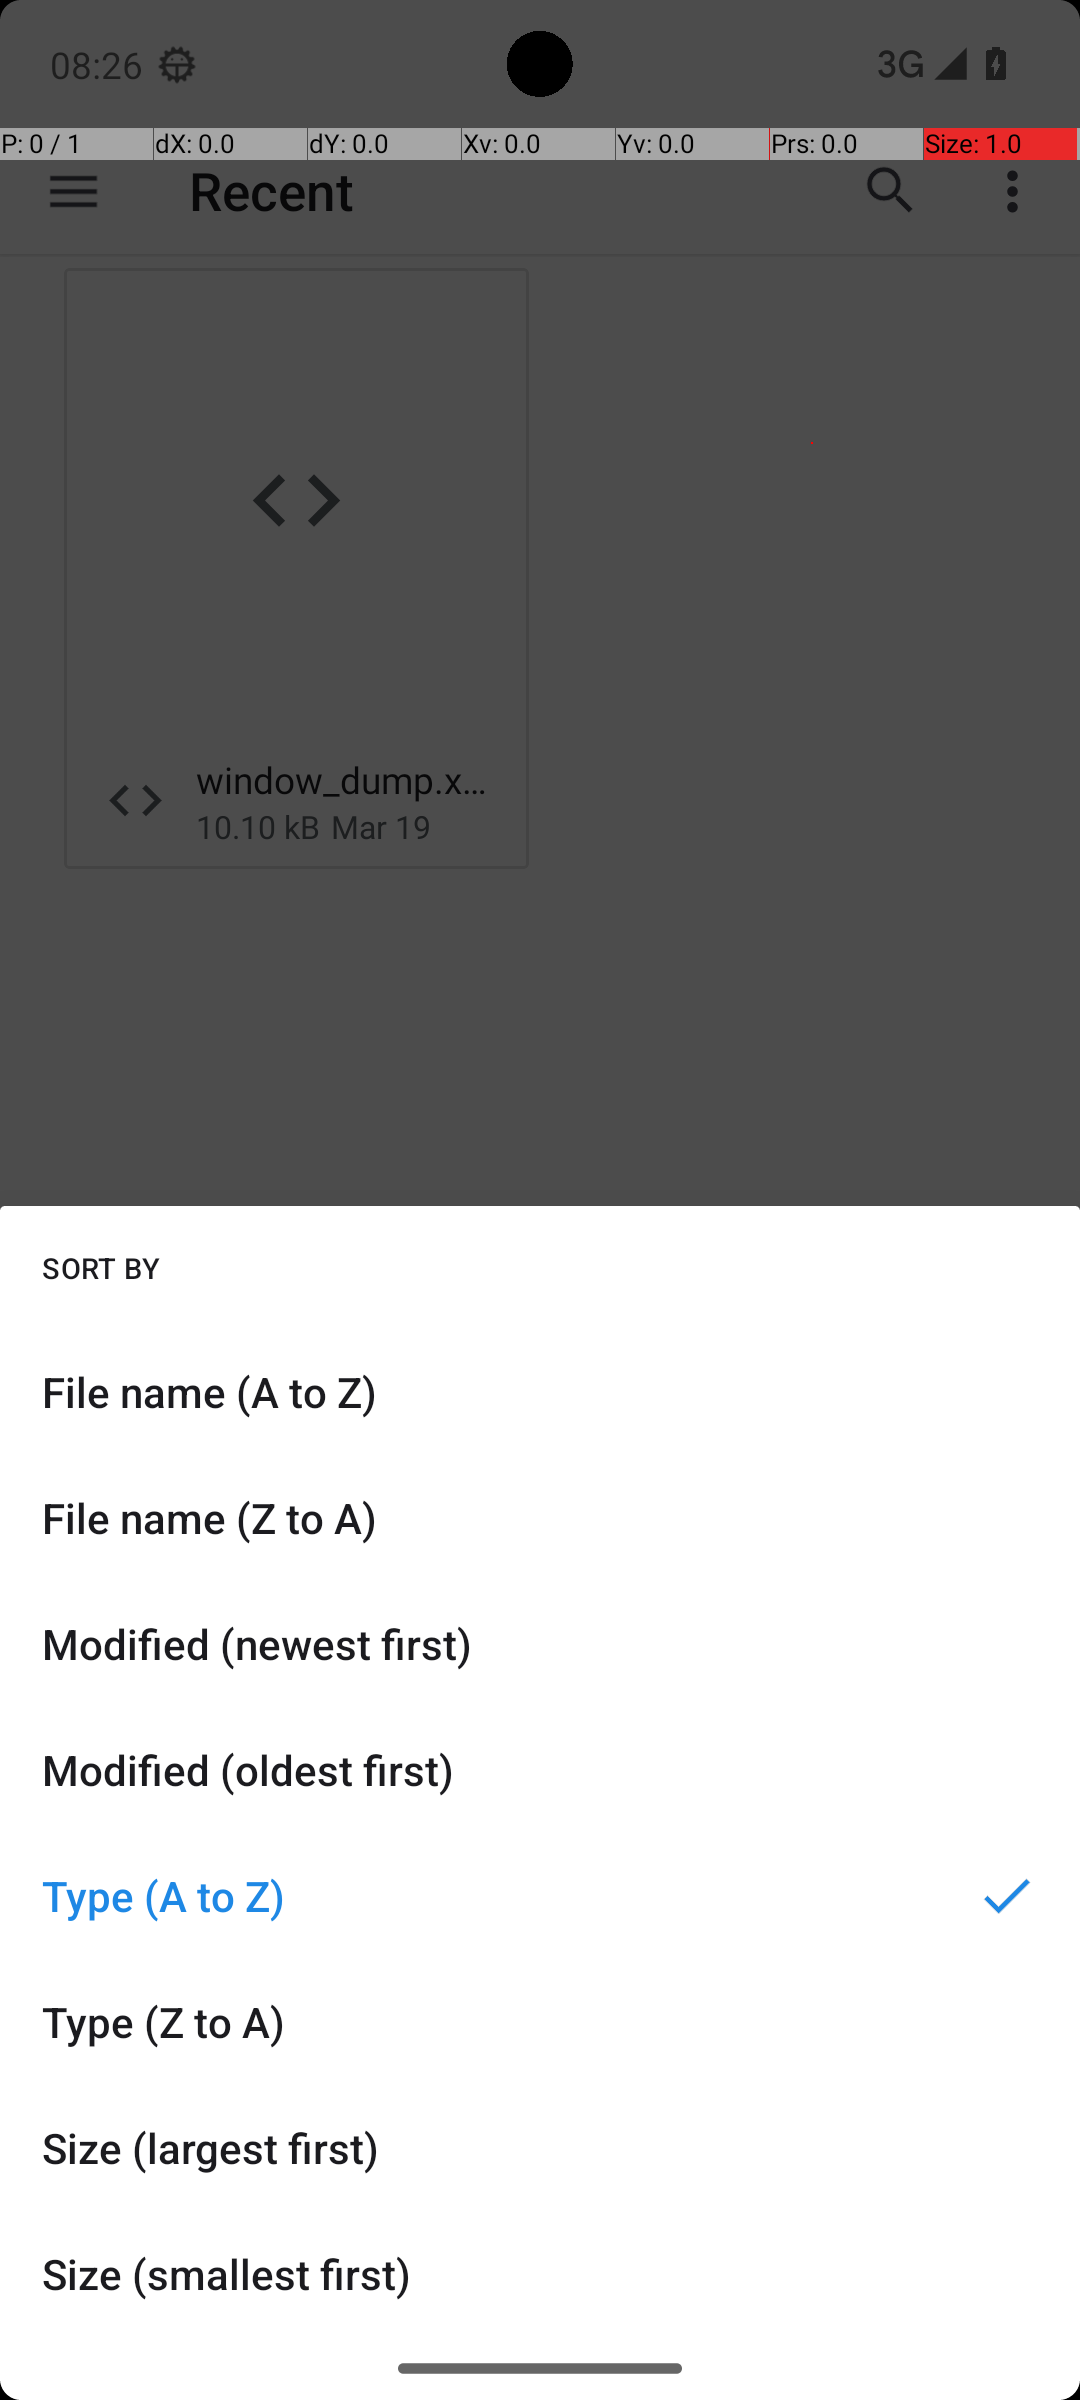 08:26
3G
P: 0 / 1
dX: 0.0
dY: 0.0
Xv: 0.0
Yv: 0.0
Prs: 0.0
Size: 1.0
Recent
window_dump.x...
10.10 kB Mar 19
SORT BY
File name (A to Z)
File name (Z to A)
Modified (newest first)
Modified (oldest first)
Type (A to Z)
Type (Z to A)
Size (largest first)
Size (smallest first)